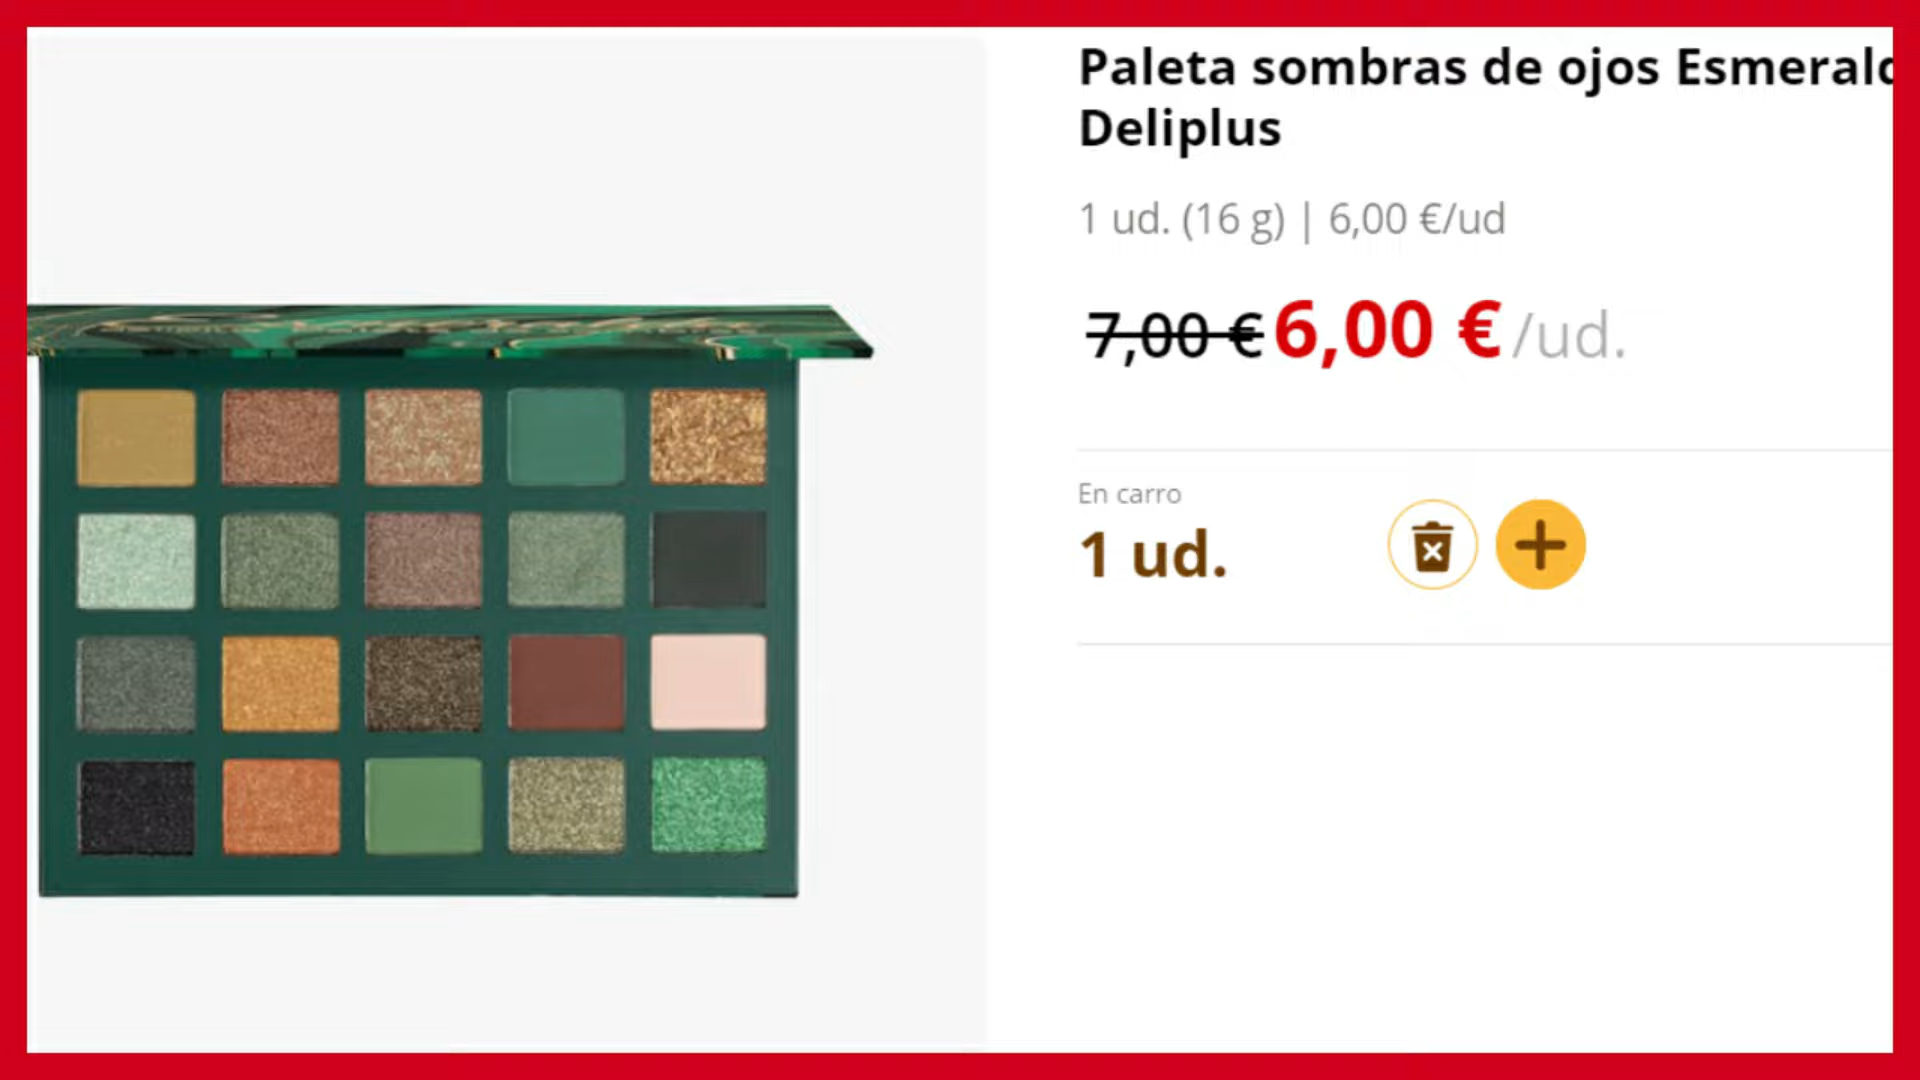 Paleta sombras de ojos Esmerald
Deliplus
1 ud. (16 g) | 6,00 €/ud
7,00 € 6,00 € /ud.
En carro
1 ud.